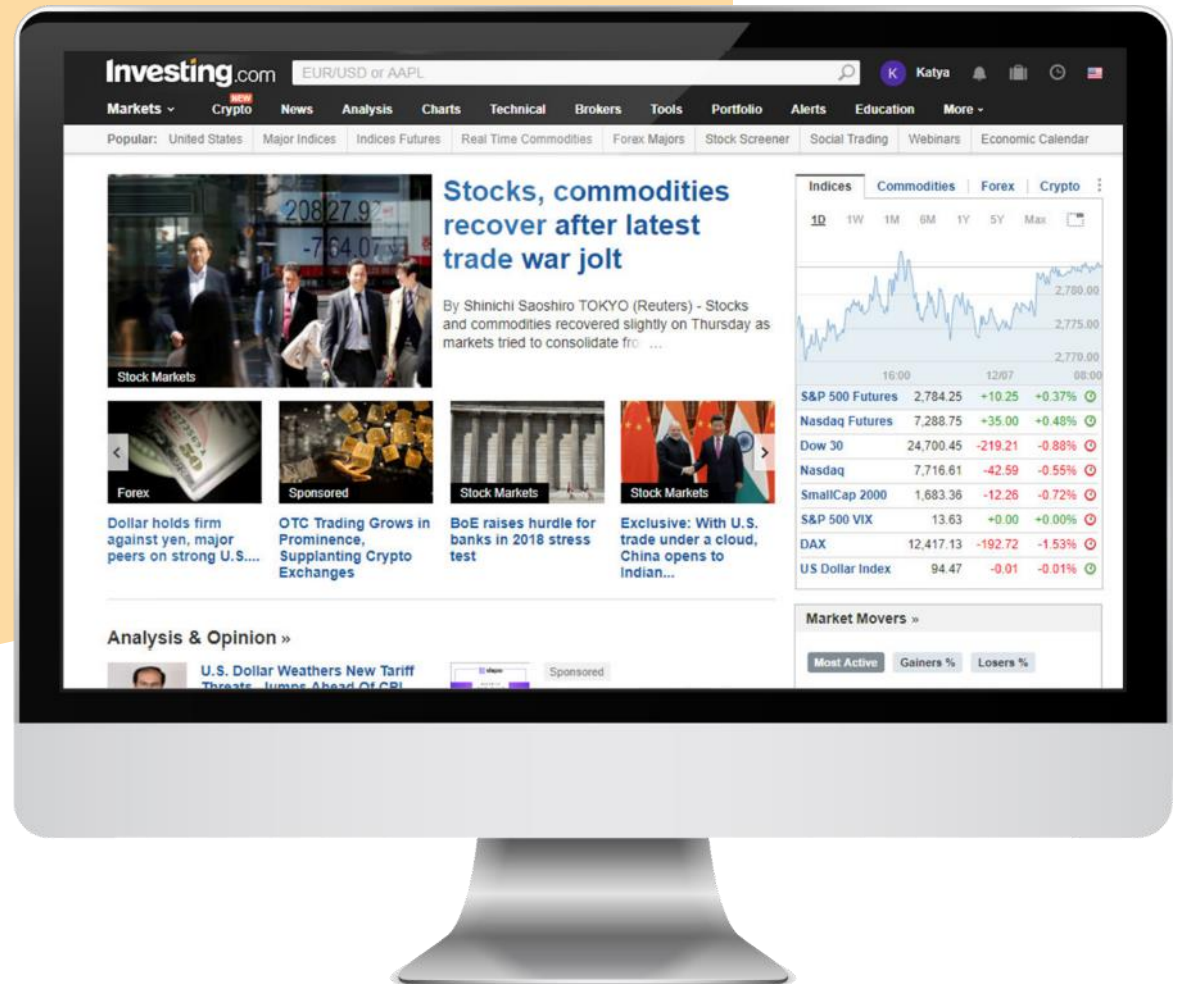 Investing.com
EUR/USD or AAPL
K
Katya
Markets
NEW
Crypto
News
Analysis
Charts
Technical
Brokers
Tools
Portfolio
Alerts
Education
More
Popular:
United States
Major Indices
Indices Futures
Real Time Commodities
Forex Majors
Stock Screener
Social Trading
Webinars
Economic Calendar
20827.92
-764.07
Stock Markets
Stocks, commodities
recover after latest
trade war jolt
By Shinichi Saoshiro TOKYO (Reuters) - Stocks
and commodities recovered slightly on Thursday as
markets tried to consolidate fro ...
Forex
Dollar holds firm
against yen, major
peers on strong U.S....
Sponsored
OTC Trading Grows in
Prominence,
Supplanting Crypto
Exchanges
Stock Markets
BoE raises hurdle for
banks in 2018 stress
test
Stock Markets
Exclusive: With U.S.
trade under a cloud,
China opens to
Indian...
Analysis & Opinion »
U.S. Dollar Weathers New Tariff
Threats, Jumps Ahead Of CPI
Sponsored
Indices
Commodities
Forex
Crypto
1D 1W 1M 6M 1Y 5Y Max
2,780.00
2,775.00
2,770.00
16:00 12/07 08:00
S&P 500 Futures 2,784.25 +10.25 +0.37%
Nasdaq Futures 7,288.75 +35.00 +0.48%
Dow 30 24,700.45 -219.21 -0.88%
Nasdaq 7,716.61 -42.59 -0.55%
SmallCap 2000 1,683.36 -12.26 -0.72%
S&P 500 VIX 13.63 +0.00 +0.00%
DAX 12,417.13 -192.72 -1.53%
US Dollar Index 94.47 -0.01 -0.01%
Market Movers »
Most Active
Gainers %
Losers %